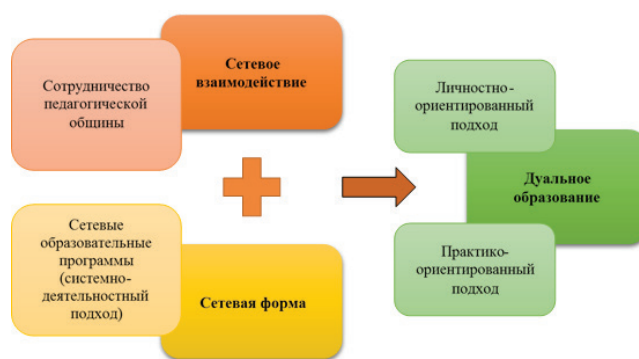 Сетевое
взаимодействие
Сотрудничество
педагогической
общины
Сетевые
образовательные
программы
(системно-
деятельностный
подход)
Сетевая форма
Личностно-
ориентированный
подход
Дуальное
образование
Практико-
ориентированный
подход